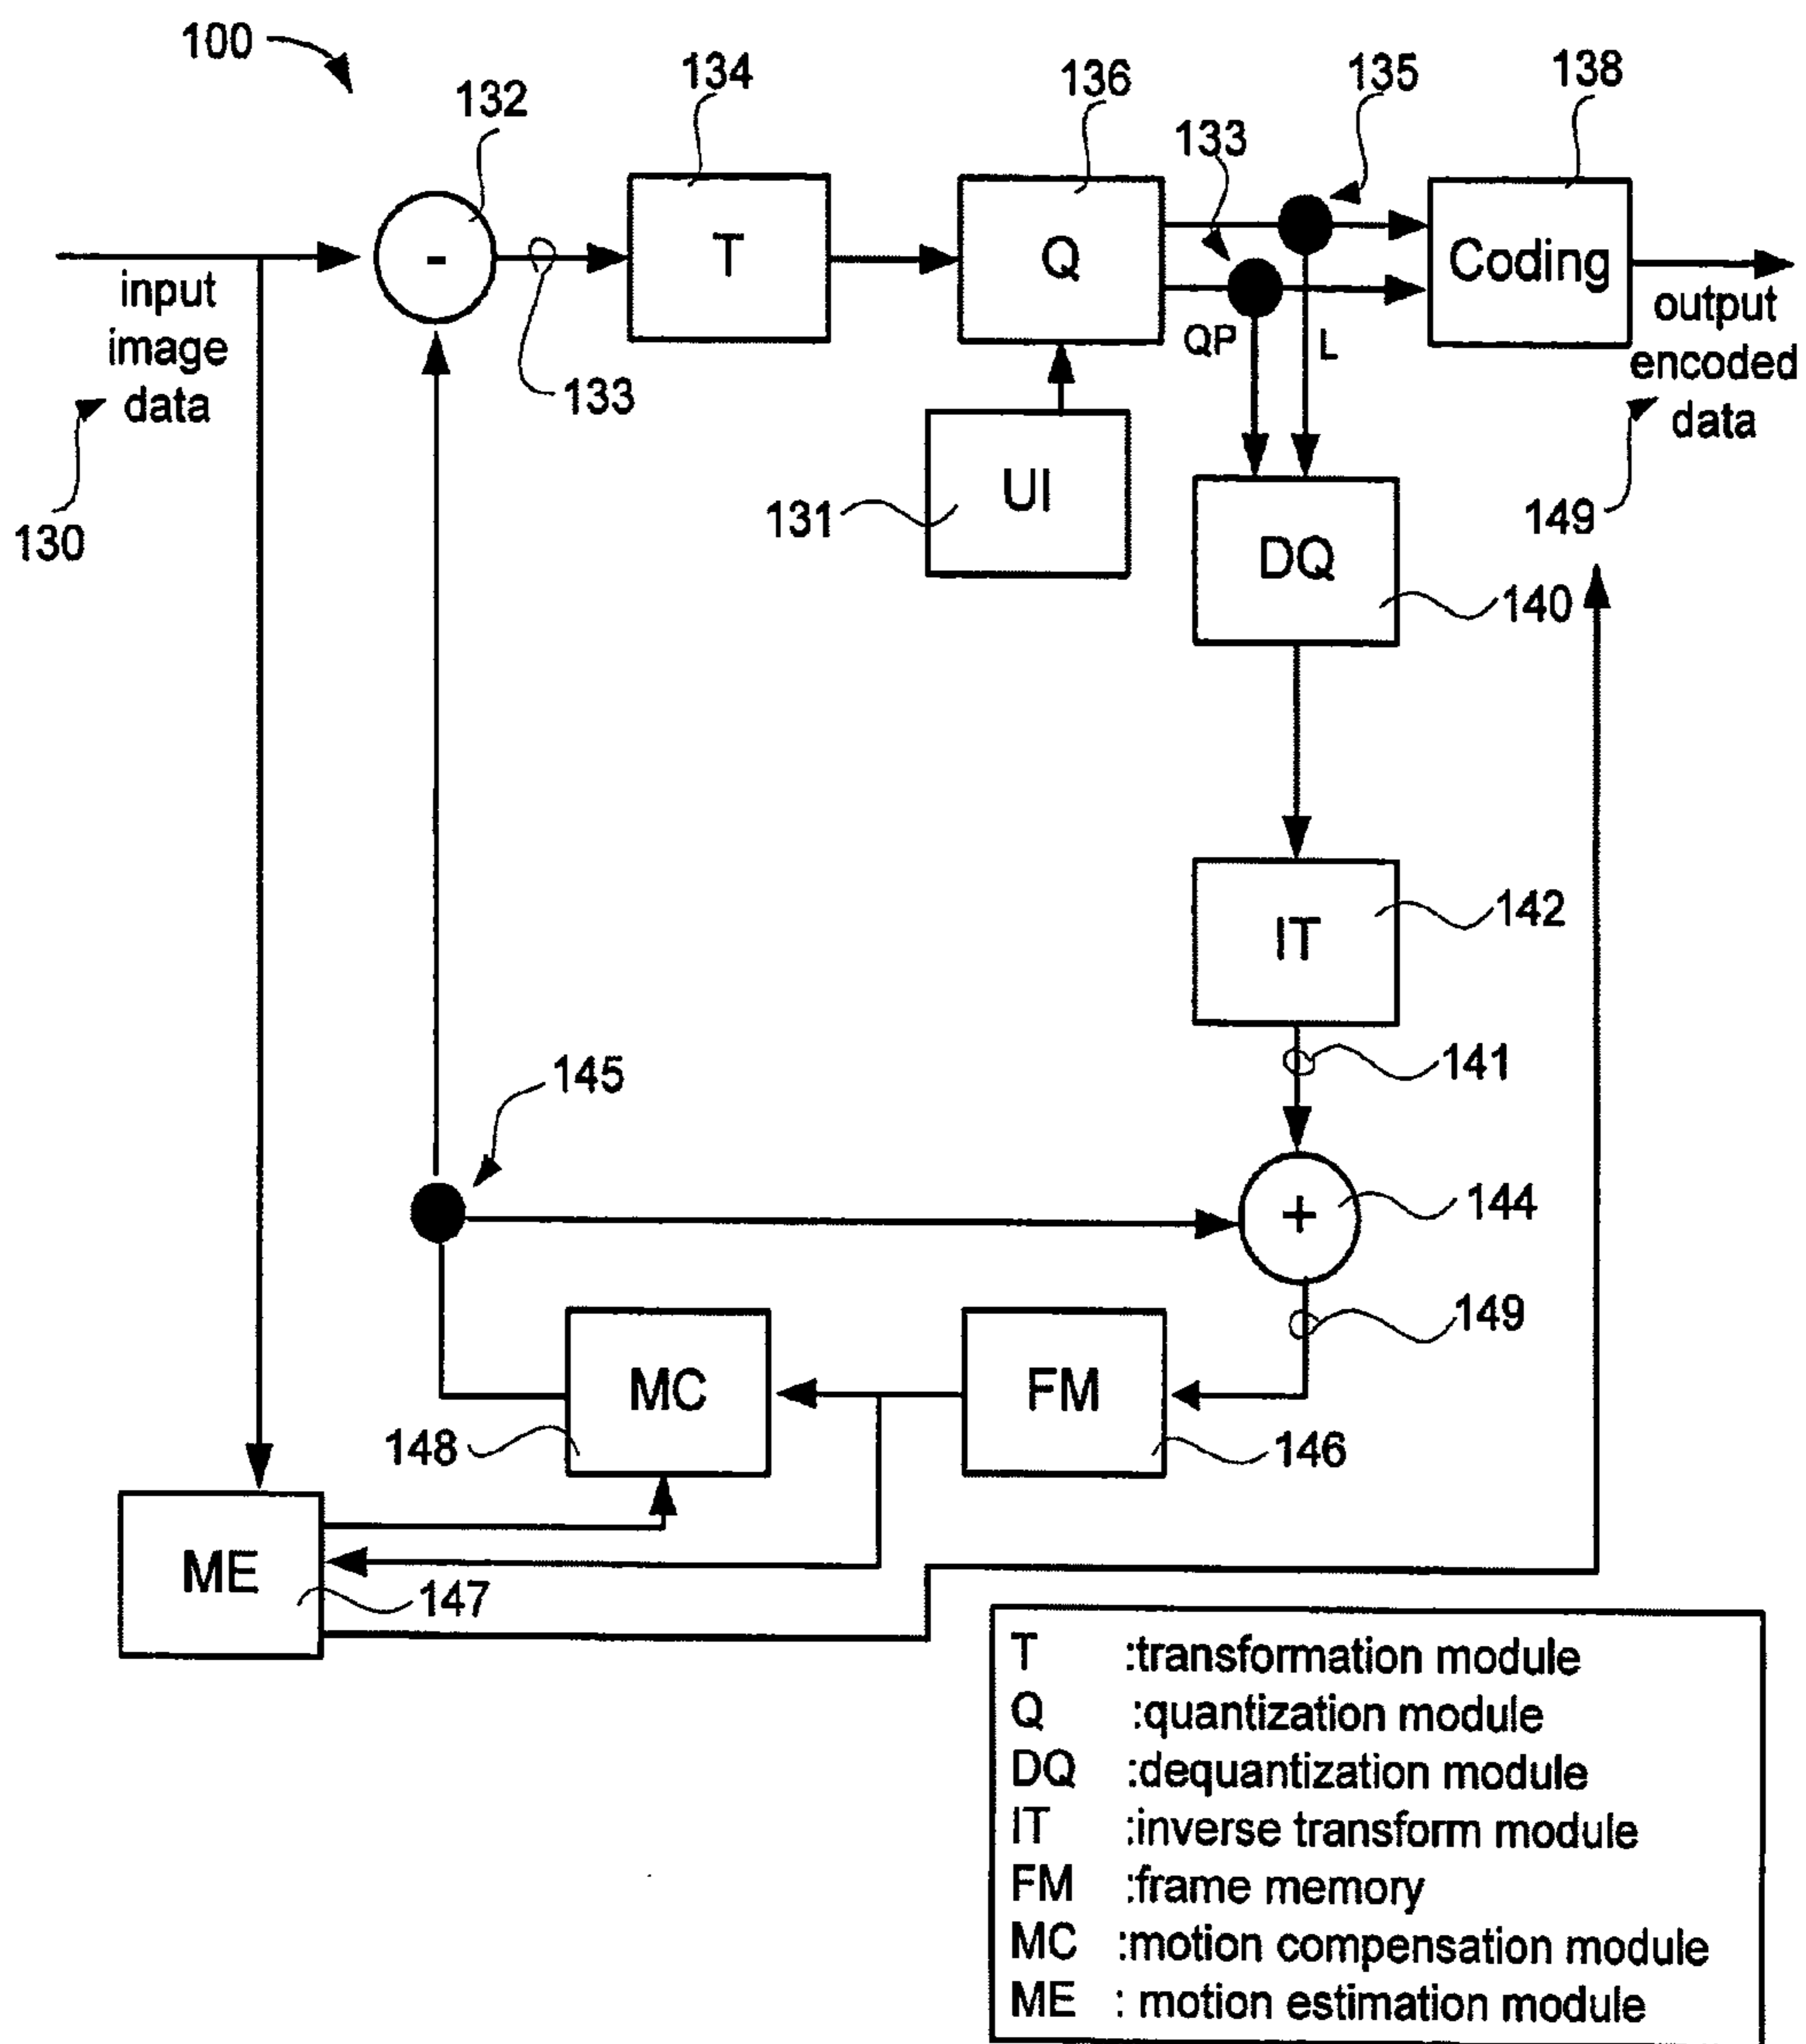 100
132
134
136
133
135
138
-
T
Q
Coding
input
image
data
130
133
QP
L
output
encoded
data
149
131
UI
DQ
140
IT
142
141
145
+
144
149
MC
148
FM
146
ME
147
T :transformation module
Q :quantization module
DQ :dequantization module
IT :inverse transform module
FM :frame memory
MC :motion compensation module
ME : motion estimation module